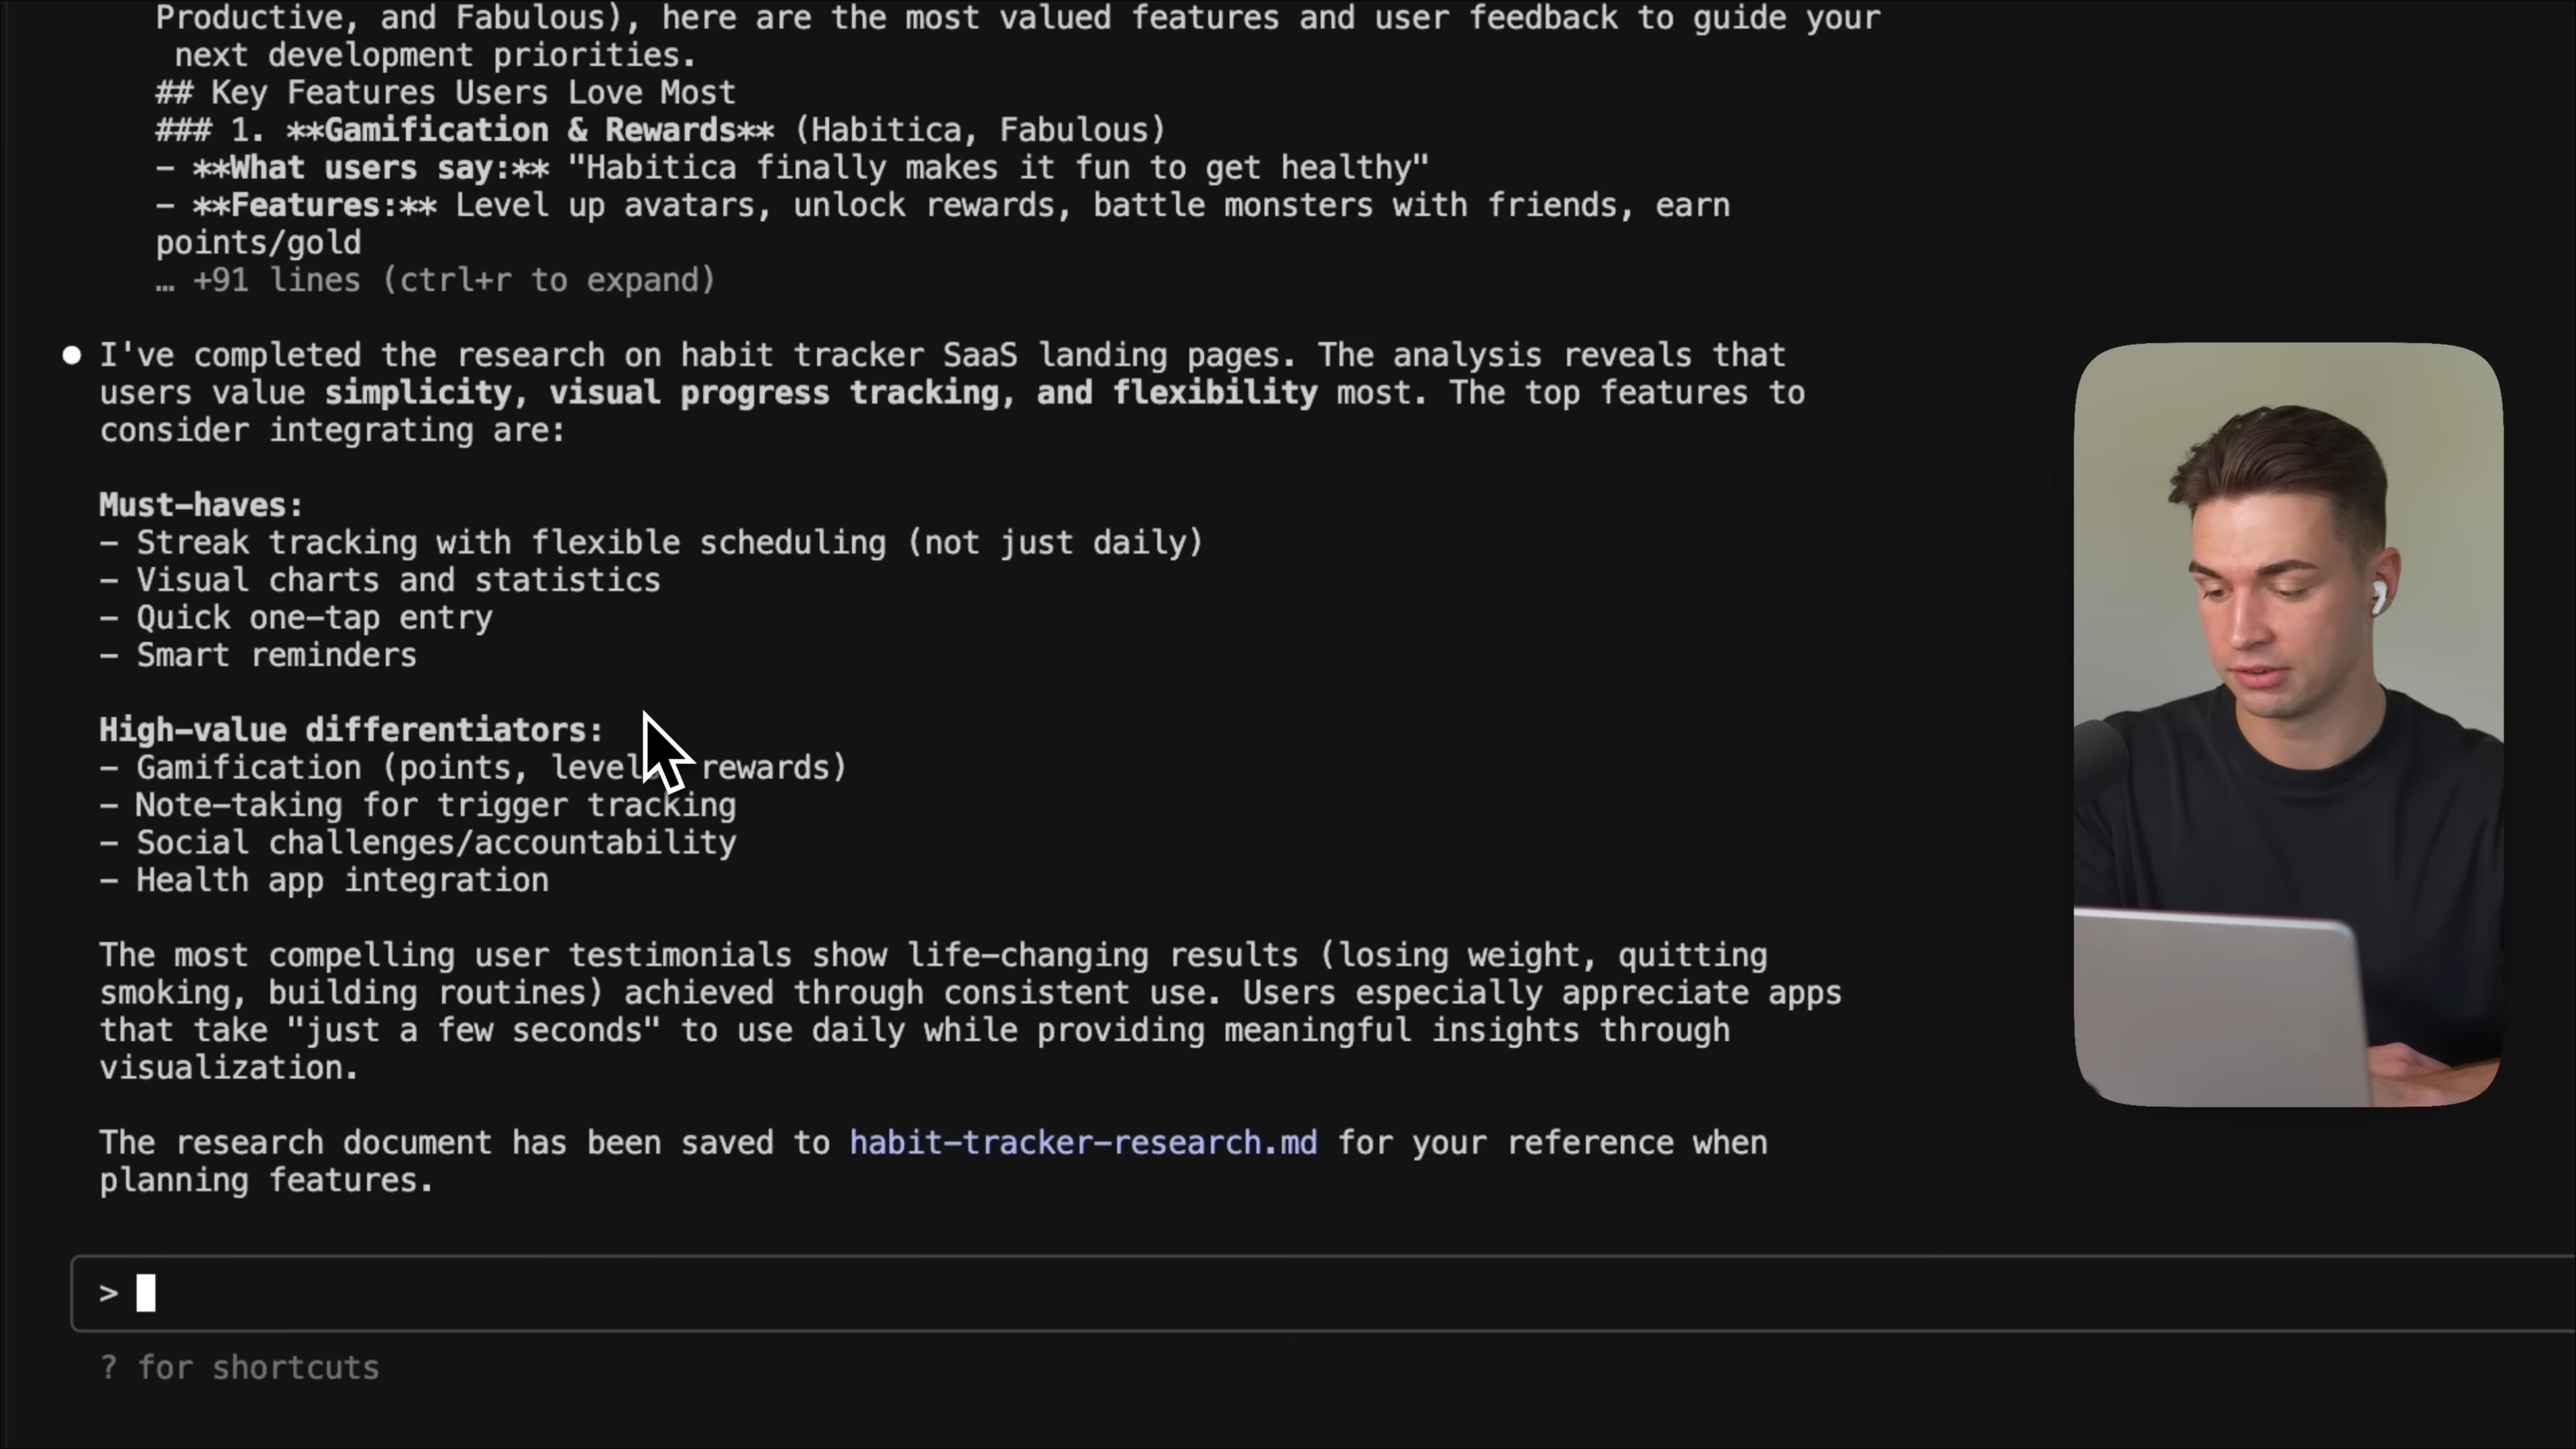 Productive, and Fabulous), here are the most valued features and user feedback to guide your
next development priorities.
## Key Features Users Love Most
### 1. **Gamification & Rewards** (Habitica, Fabulous)
- **What users say:** "Habitica finally makes it fun to get healthy"
- **Features:** Level up avatars, unlock rewards, battle monsters with friends, earn
points/gold
… +91 lines (ctrl+r to expand)
● I've completed the research on habit tracker SaaS landing pages. The analysis reveals that
users value simplicity, visual progress tracking, and flexibility most. The top features to
consider integrating are:
Must-haves:
- Streak tracking with flexible scheduling (not just daily)
- Visual charts and statistics
- Quick one-tap entry
- Smart reminders
High-value differentiators:
- Gamification (points, level rewards)
- Note-taking for trigger tracking
- Social challenges/accountability
- Health app integration
The most compelling user testimonials show life-changing results (losing weight, quitting
smoking, building routines) achieved through consistent use. Users especially appreciate apps
that take "just a few seconds" to use daily while providing meaningful insights through
visualization.
The research document has been saved to habit-tracker-research.md for your reference when
planning features.
>
? for shortcuts